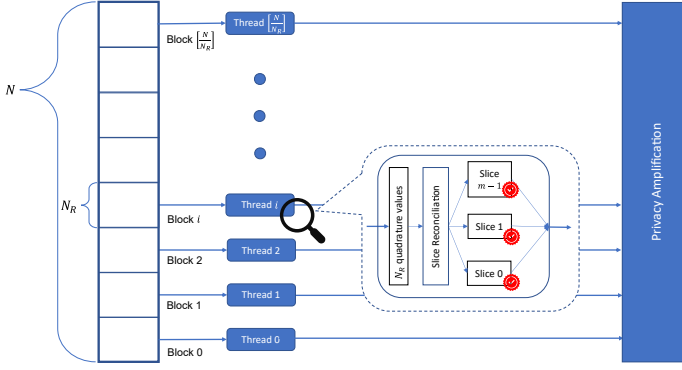 N
N_R
Block [N/N_R]
Block i
Block 2
Block 1
Block 0
Thread [N/N_R]
Thread i
Thread 2
Thread 1
Thread 0
N_R quadrature values
Slice Reconciliation
Slice
m − 1
Slice 1
Slice 0
Privacy Amplification